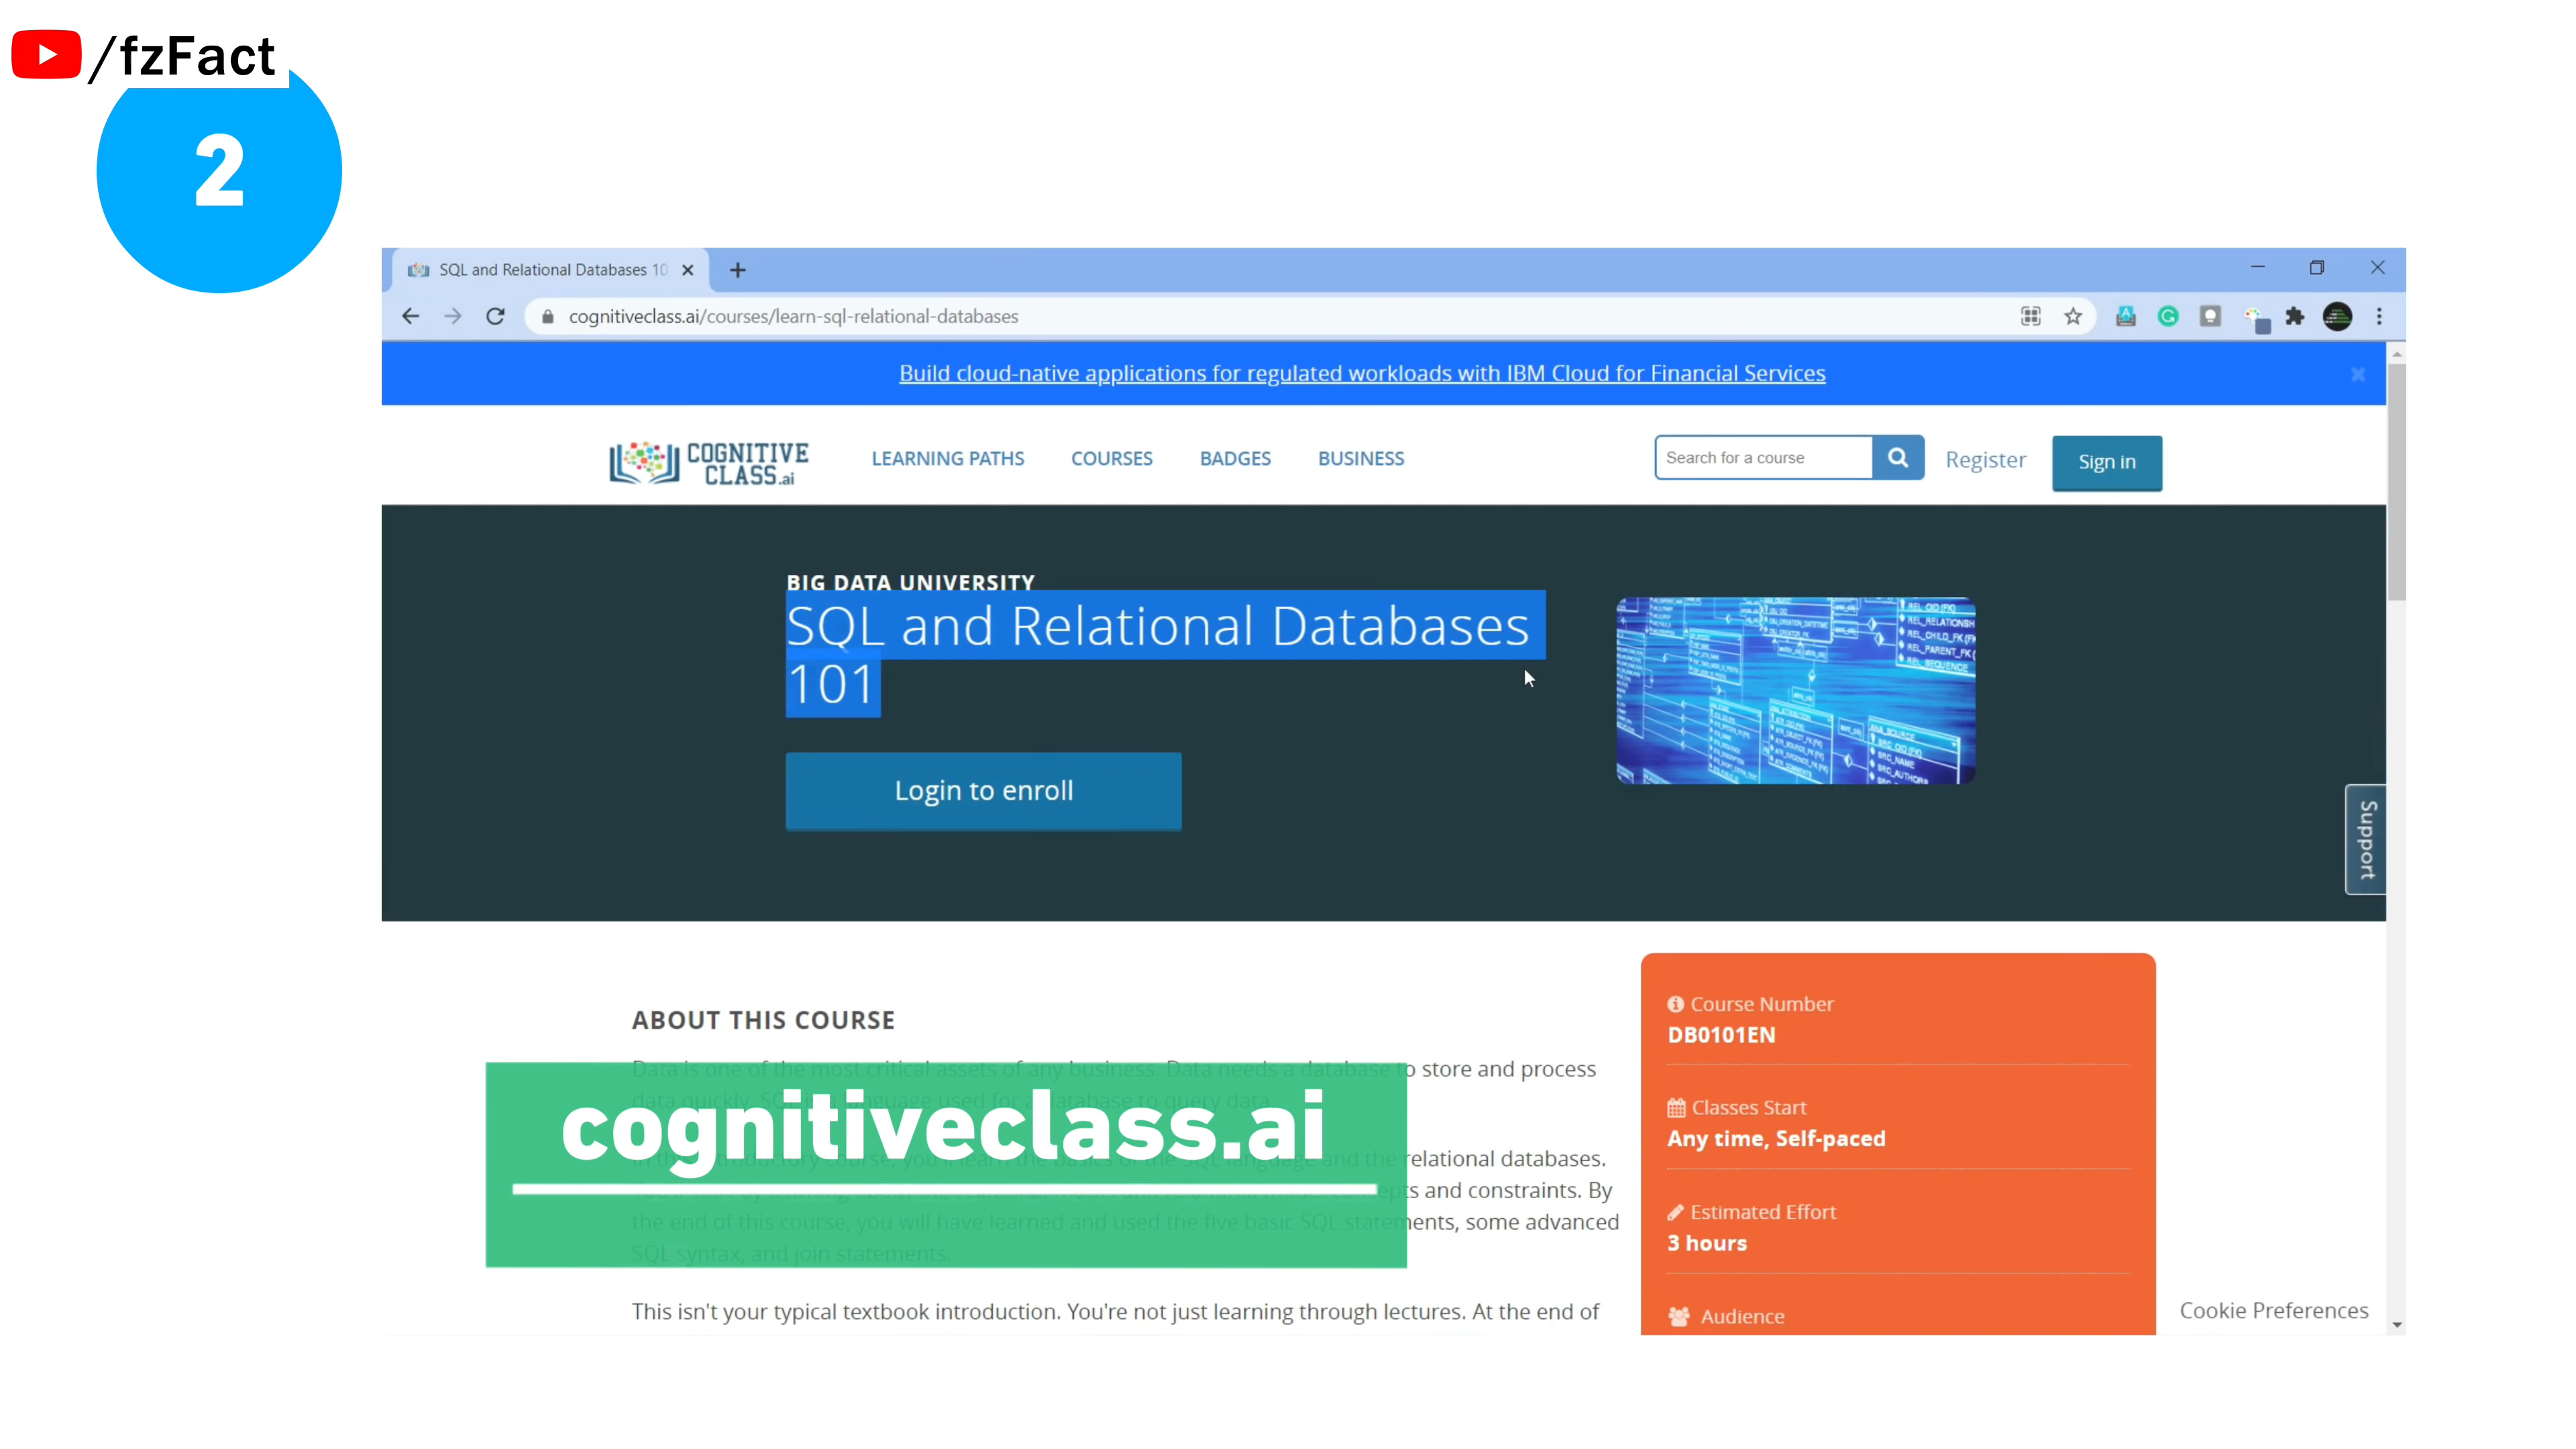 /fzFact
2
SQL and Relational Databases 10
cognitiveclass.ai/courses/learn-sql-relational-databases
Build cloud-native applications for regulated workloads with IBM Cloud for Financial Services
COGNITIVE
CLASS.ai
LEARNING PATHS COURSES BADGES BUSINESS
Search for a course
Register
Sign in
BIG DATA UNIVERSITY
SQL and Relational Databases
101
Login to enroll
REL_RELATIONSH
REL_CHILD_FK (F
REL_PARENT_FK (
REL_SEQUENCE
Support
ABOUT THIS COURSE
Data is one of the most critical assets of any business. Data needs a database to store and process
data quickly. SQL is a language used for a database to query data.
In this introductory course, you'll learn the basics of the SQL language and the relational databases.
epts and constraints. By
the end of this course, you will have learned and used the five basic SQL statements, some advanced
SQL syntax, and join statements.
This isn't your typical textbook introduction. You're not just learning through lectures. At the end of
cognitiveclass.ai
Course Number
DB0101EN
Classes Start
Any time, Self-paced
Estimated Effort
3 hours
Audience
Cookie Preferences